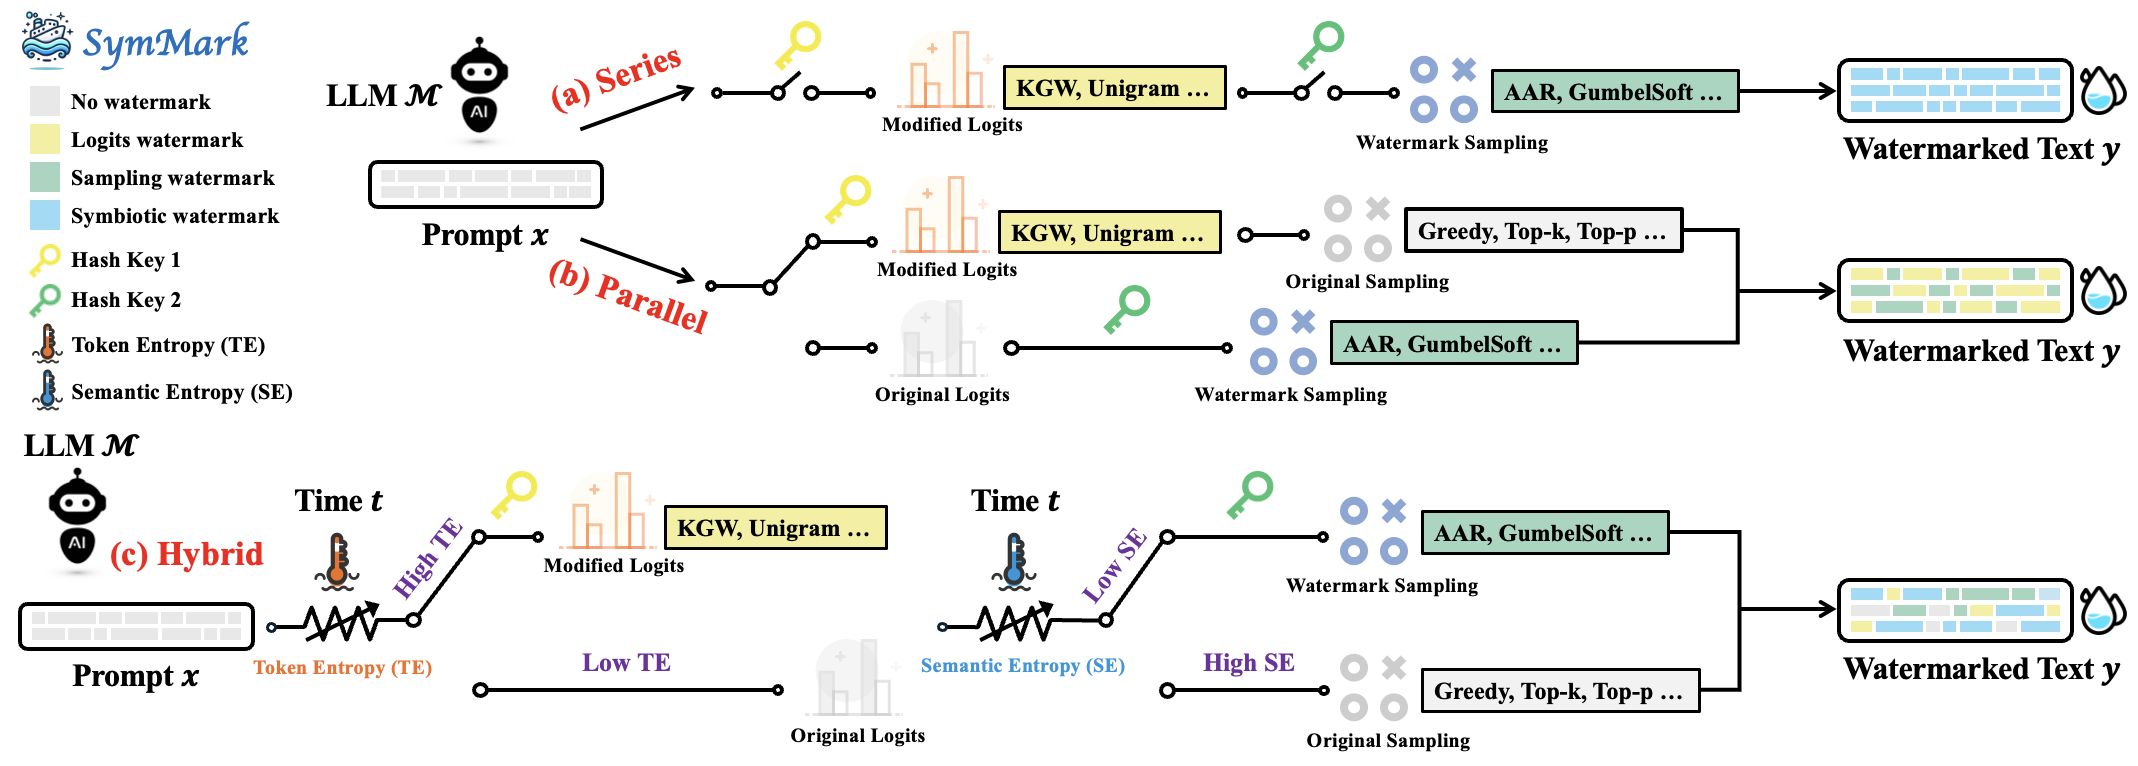 SymMark
No watermark
Logits watermark
Sampling watermark
Symbiotic watermark
Hash Key 1
Hash Key 2
Token Entropy (TE)
Semantic Entropy (SE)
LLM ℳ
AI
Prompt x
(a) Series
Modified Logits
KGW, Unigram ...
Watermark Sampling
AAR, GumbelSoft ...
Watermarked Text y
(b) Parallel
Modified Logits
KGW, Unigram ...
Original Sampling
Greedy, Top-k, Top-p ...
Original Logits
Watermark Sampling
AAR, GumbelSoft ...
Watermarked Text y
LLM ℳ
AI
(c) Hybrid
Prompt x
Time t
Token Entropy (TE)
High TE
Modified Logits
KGW, Unigram ...
Low TE
Original Logits
Time t
Semantic Entropy (SE)
Low SE
Watermark Sampling
AAR, GumbelSoft ...
High SE
Original Sampling
Greedy, Top-k, Top-p ...
Watermarked Text y